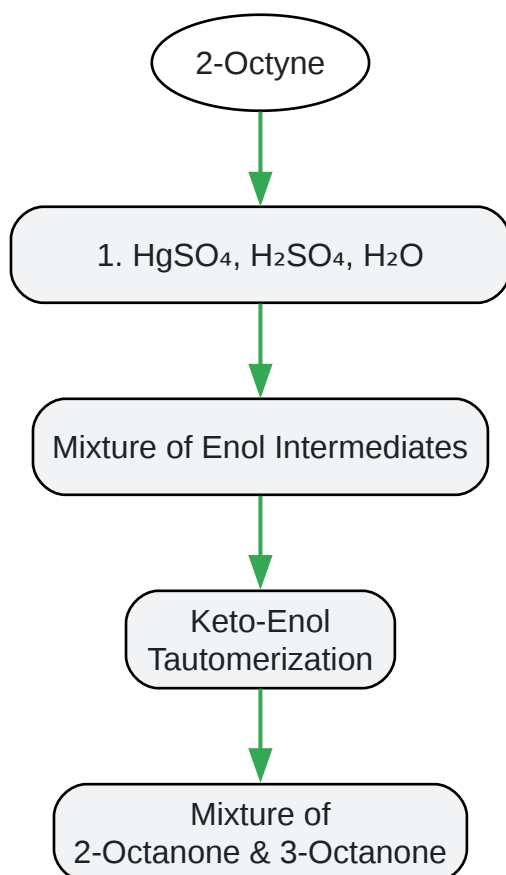 2-Octyne
1. HgSO₄, H₂SO₄, H₂O
Mixture of Enol Intermediates
Keto-Enol
Tautomerization
Mixture of
2-Octanone & 3-Octanone